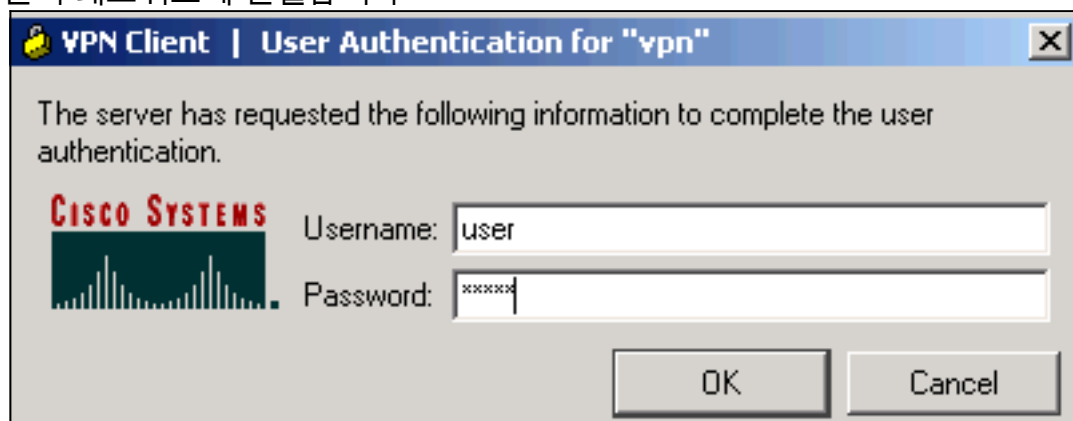 VPN Client | User Authentication for "vpn"
The server has requested the following information to complete the user
authentication.
CISCO SYSTEMS
Username: user
Password: *****
OK Cancel